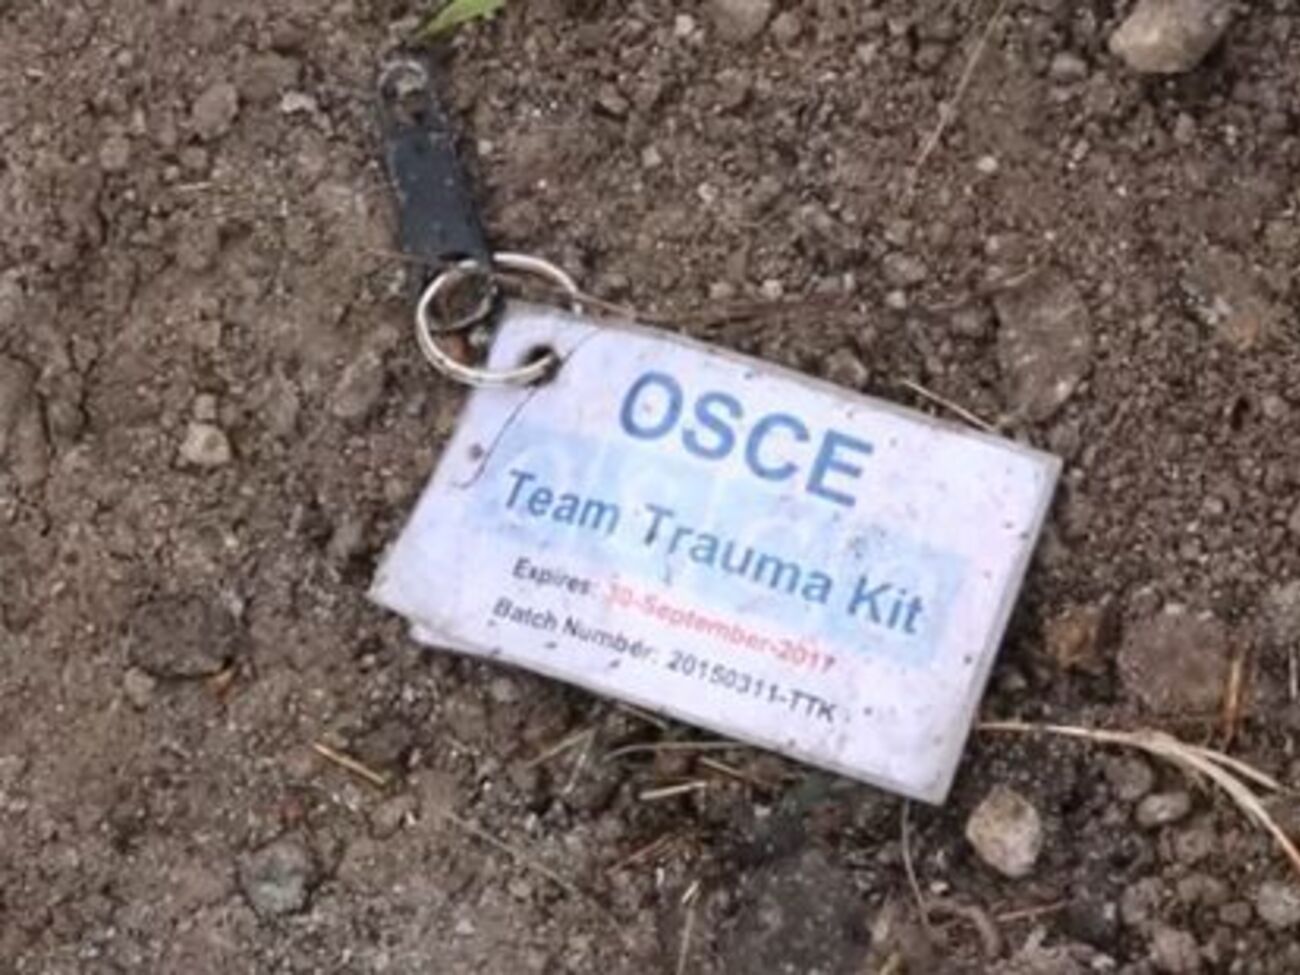 OSCE
Team Trauma Kit
Expires: 30-September-2017
Batch Number: 20150311-TTK